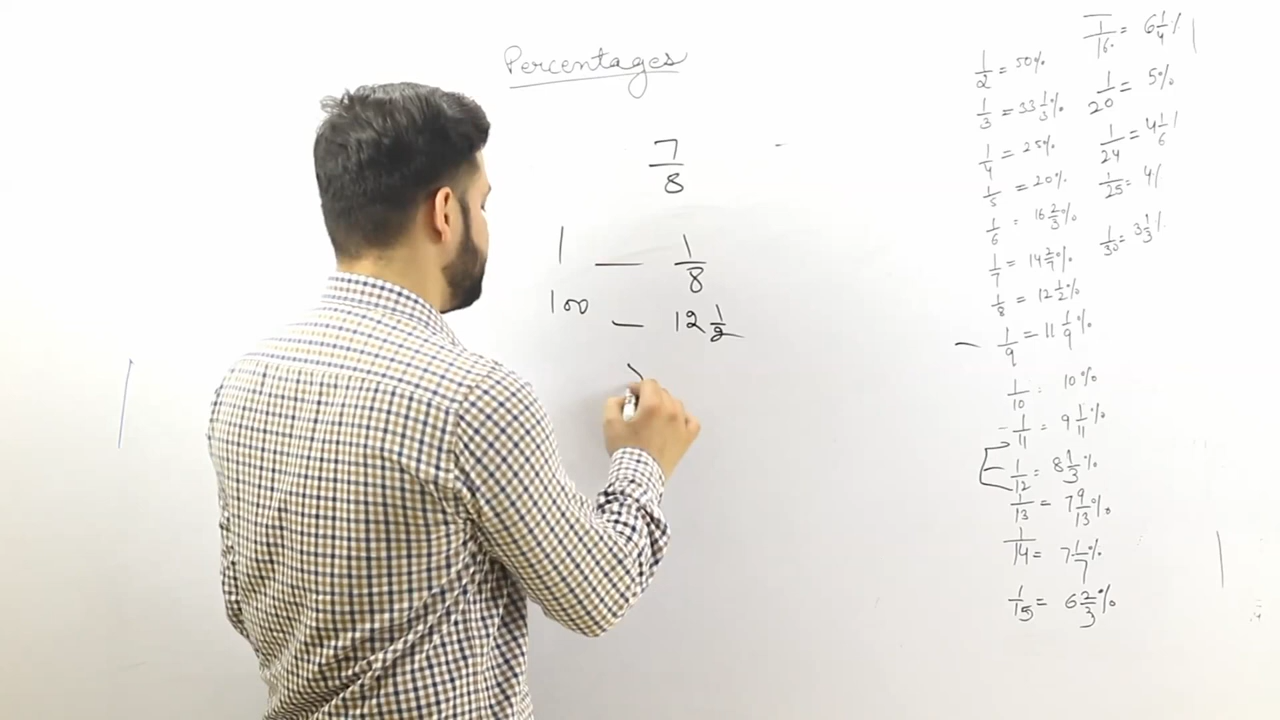 Percentages
7/8
1 — 1/8
100 — 12 1/2
1/2 = 50%
1/3 = 33 1/3%
1/4 = 25%
1/5 = 20%
1/6 = 16 2/3%
1/7 = 14 2/7%
1/8 = 12 1/2%
1/9 = 11 1/9%
1/10 = 10%
1/11 = 9 1/11%
1/12 = 8 1/3%
1/13 = 7 9/13%
1/14 = 7 1/7%
1/15 = 6 2/3%
1/16 = 6 1/4%
1/20 = 5%
1/24 = 4 1/6
1/25 = 4/
1/30 = 3 1/3%